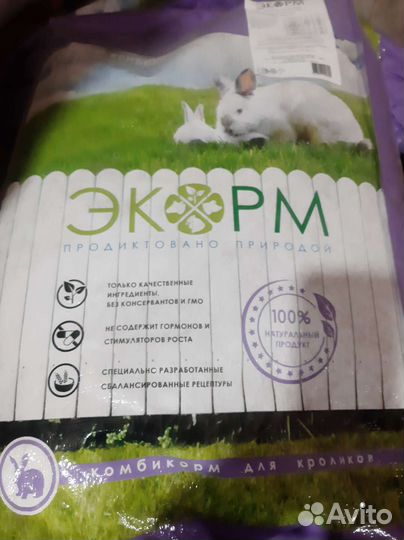 ЭКОРМ
ЭКОРМ
ПРОДИКТОВАНО ПРИРОДОЙ
ТОЛЬКО КАЧЕСТВЕННЫЕ
ИНГРЕДИЕНТЫ,
БЕЗ КОНСЕРВАНТОВ И ГМО
НЕ СОДЕРЖИТ ГОРМОНОВ И
СТИМУЛЯТОРОВ РОСТА
СПЕЦИАЛЬНО РАЗРАБОТАННЫЕ
СБАЛАНСИРОВАННЫЕ РЕЦЕПТУРЫ
100%
НАТУРАЛЬНЫЙ
ПРОДУКТ
комбикорм для кроликов
Avito